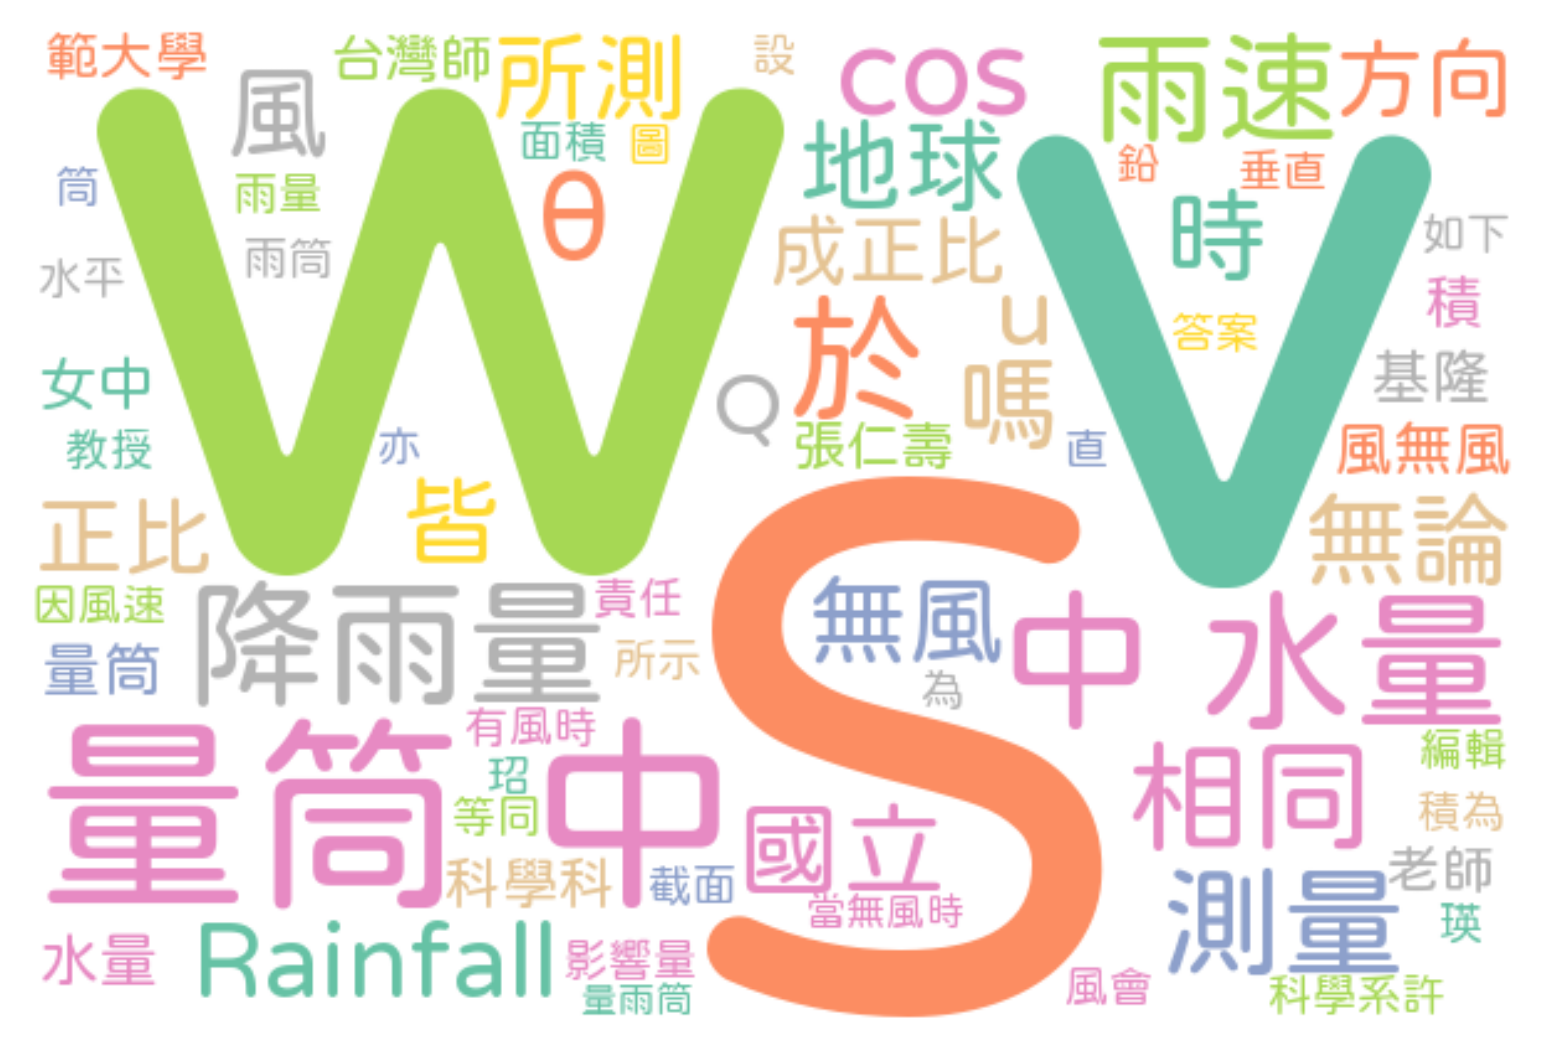 範大學
台灣師
所測
設
cos
雨速
方向
風
面積
圖
地球
鉛
垂直
筒
雨量
θ
時
如下
水平
雨筒
成正比
積
W
V
於
u
答案
女中
Q
嗎
基隆
教授
亦
張仁壽
直
風無風
正比
皆
S
無論
因風速
降雨量
責任
無風
中
水量
量筒
所示
為
有風時
量筒中
珆
相同
編輯
等同
國立
積為
科學科
截面
當無風時
測量
老師
瑛
水量
Rainfall
影響量
量雨筒
風會
科學系許